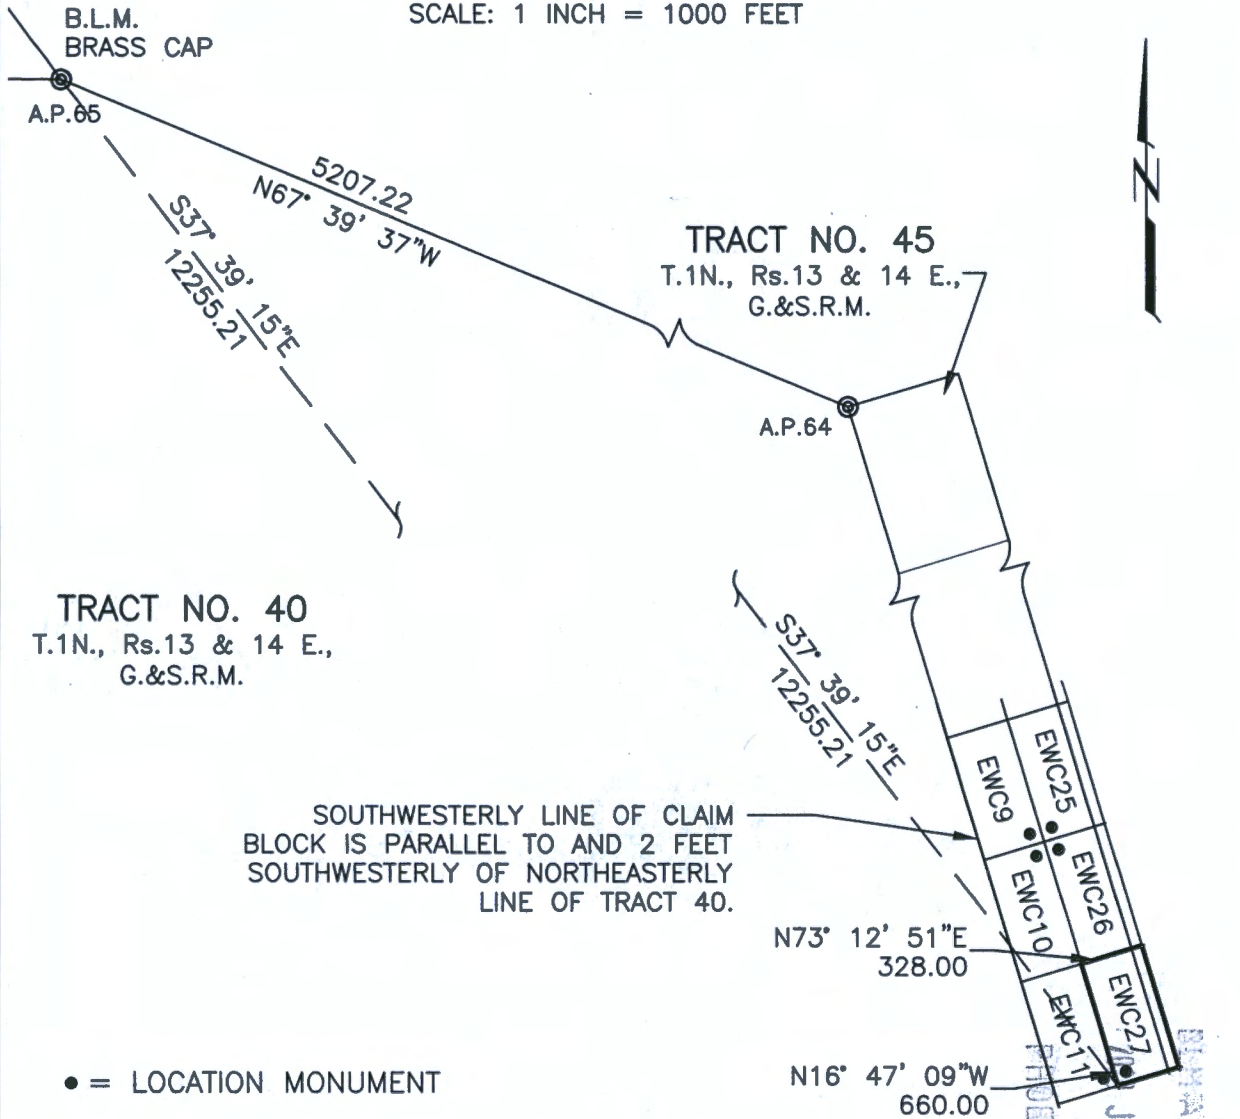 SCALE: 1 INCH = 1000 FEET
B.L.M.
BRASS CAP
A.P.65
5207.22
N67° 39' 37"W
S37° 39' 15"E
12255.21
TRACT NO. 45
T.1N., Rs.13 & 14 E.,
G.&S.R.M.
N
A.P.64
TRACT NO. 40
T.1N., Rs.13 & 14 E.,
G.&S.R.M.
S37° 39' 15"E
12255.21
EWC9
EWC25
SOUTHWESTERLY LINE OF CLAIM
BLOCK IS PARALLEL TO AND 2 FEET
SOUTHWESTERLY OF NORTHEASTERLY
LINE OF TRACT 40.
EWC10
EWC26
N73° 12' 51"E
328.00
EWC11
EWC27
N16° 47' 09"W
660.00
● = LOCATION MONUMENT